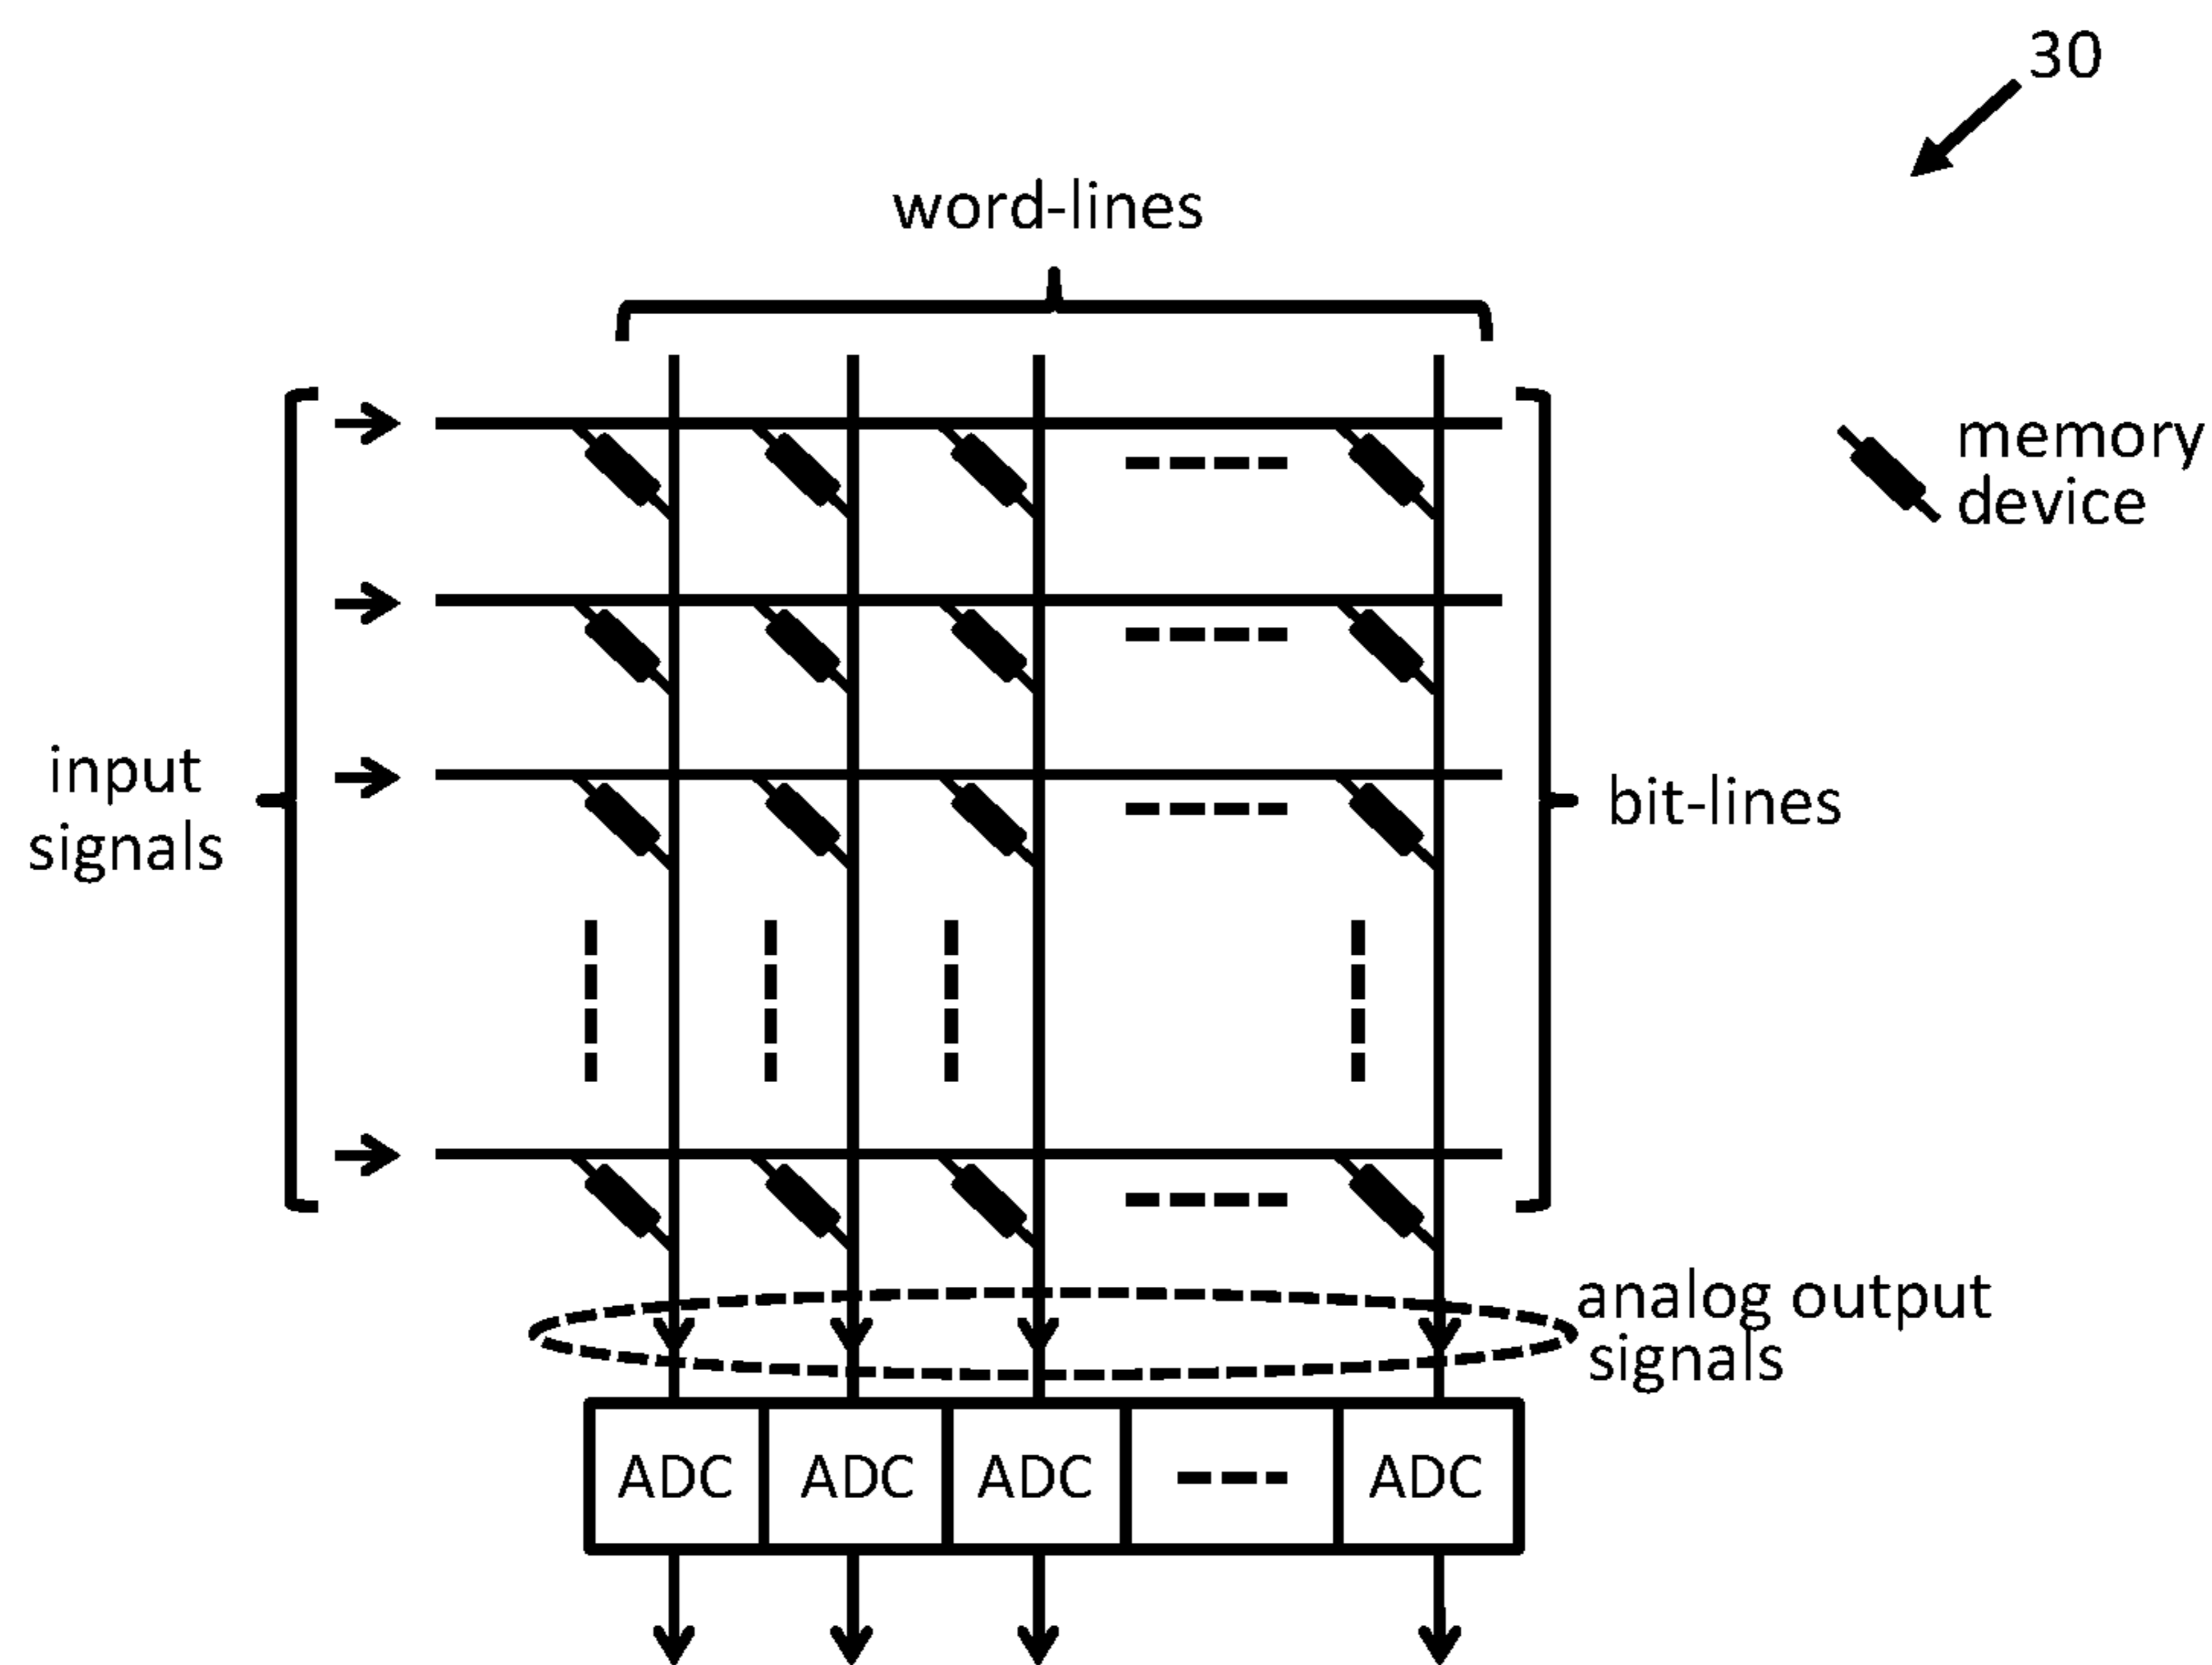 30
word-lines
memory
device
input
signals
bit-lines
analog output
signals
ADC ADC ADC ADC